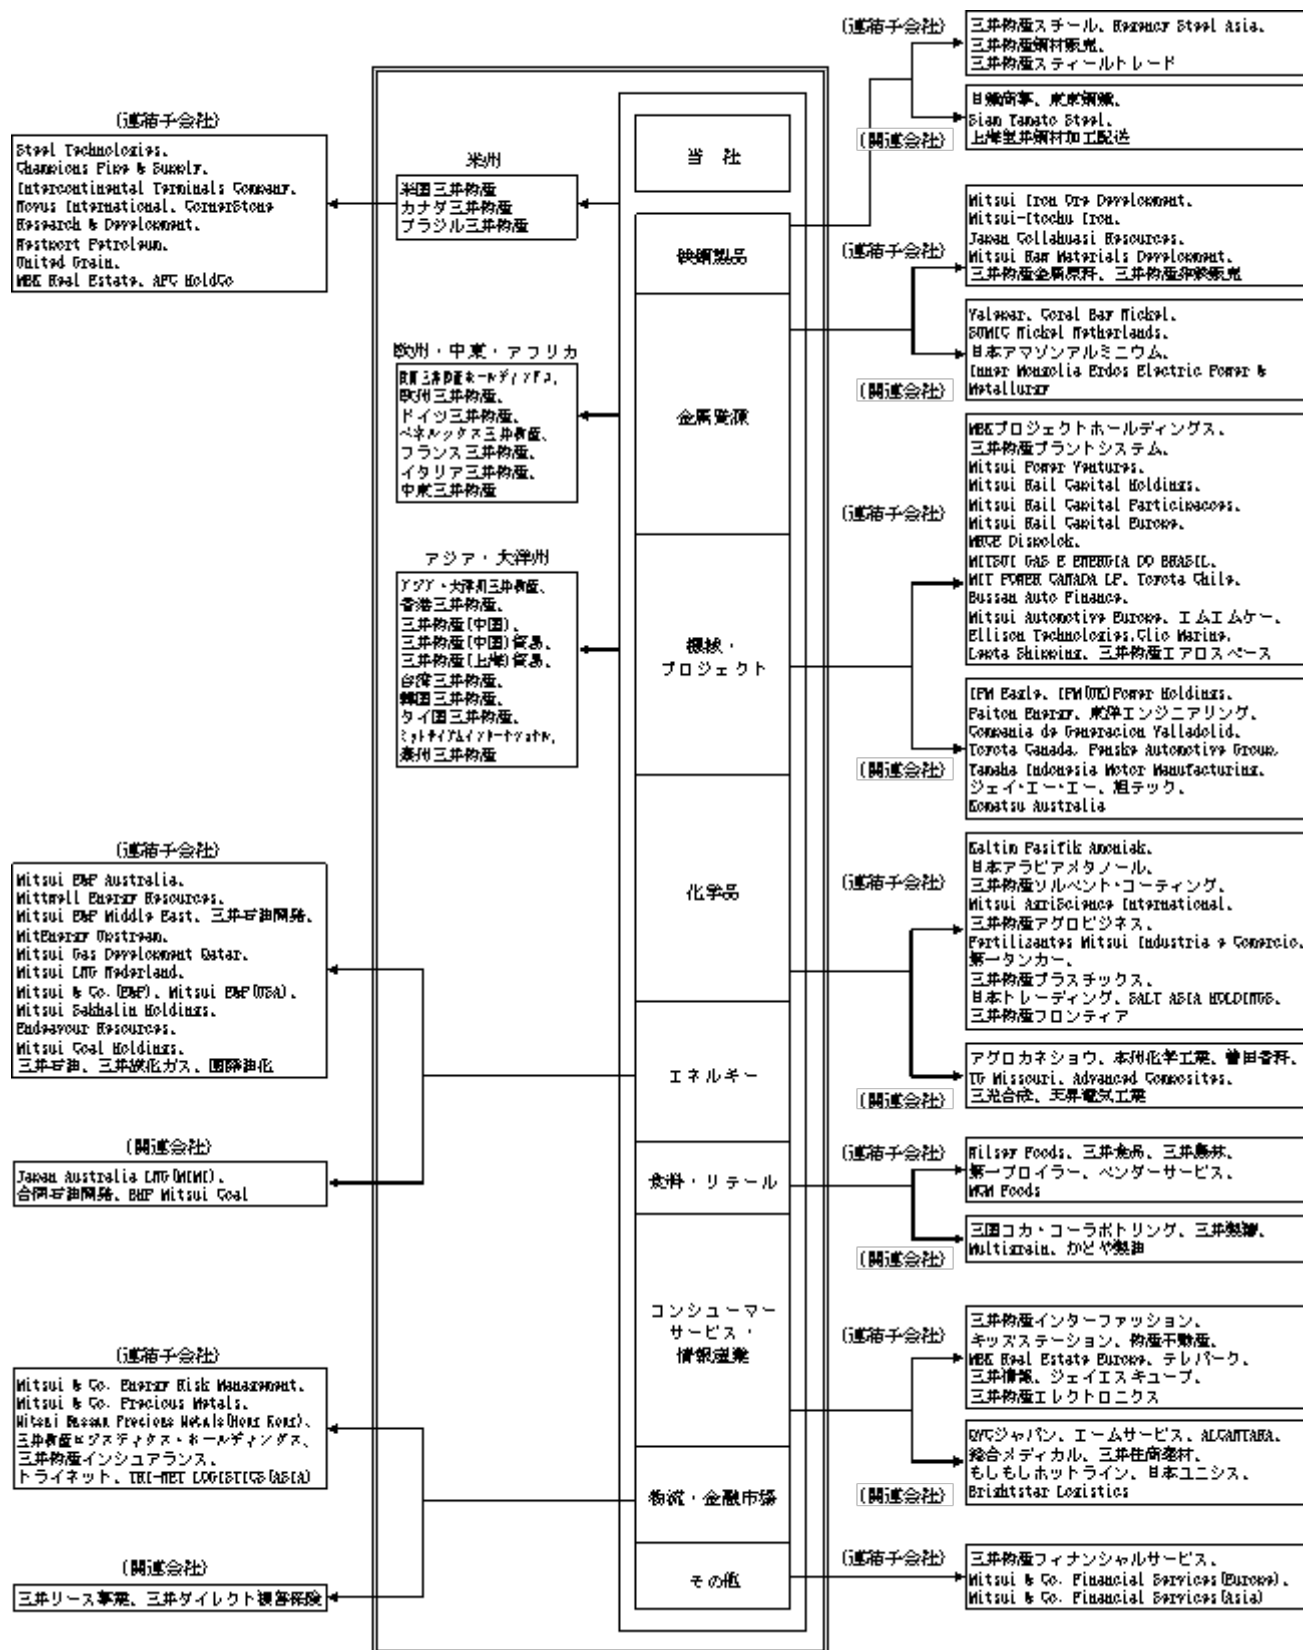 (連結子会社)
Steel Technologies、
Champions Pipe & Supply、
Intercontinental Terminals Company、
Novus International、CornerStone
Research & Development、
Westport Petroleum、
United Grain、
MBK Real Estate、AFC HoldCo
米州
米国三井物産
カナダ三井物産
ブラジル三井物産
欧州・中東・アフリカ
欧州三井物産ホールディングス、
欧州三井物産、
ドイツ三井物産、
ベネルックス三井物産、
フランス三井物産、
イタリア三井物産、
中東三井物産
アジア・大洋州
アジア・大洋州三井物産、
香港三井物産、
三井物産(中国)、
三井物産(中国)貿易、
三井物産(上海)貿易、
台湾三井物産、
韓国三井物産、
タイ国三井物産、
ミットサイアムインターナショナル、
豪州三井物産
(連結子会社)
Mitsui E&P Australia、
Mittwell Energy Resources、
Mitsui E&P Middle East、三井石油開発、
MitEnergy Upstream、
Mitsui Gas Development Qatar、
Mitsui LNG Nederland、
Mitsui & Co.(E&P)、Mitsui E&P(USA)、
Mitsui Sakhalin Holdings、
Endeavour Resources、
Mitsui Coal Holdings、
三井石油、三井液化ガス、国際油化
(関連会社)
Japan Australia LNG(MIMI)、
合同石油開発、BHP Mitsui Coal
(連結子会社)
Mitsui & Co. Energy Risk Management、
Mitsui & Co. Precious Metals、
Mitsui Bussan Precious Metals(Hong Kong)、
三井物産ロジスティクス・ホールディングス、
三井物産インシュアランス、
トライネット、TRI-NET LOGISTICS(ASIA)
(関連会社)
三井リース事業、三井ダイレクト損害保険
当 社
鉄鋼製品
金属資源
機械・
プロジェクト
化学品
エネルギー
食料・リテール
コンシューマー
サービス・
情報産業
物流・金融市場
その他
(連結子会社)
三井物産スチール、Regency Steel Asia、
三井物産鋼材販売、
三井物産スティールトレード
(関連会社)
日鐵商事、東京鋼鐵、
Siam Yamato Steel、
上海宝井鋼材加工配送
(連結子会社)
Mitsui Iron Ore Development、
Mitsui-Itochu Iron、
Japan Collahuasi Resources、
Mitsui Raw Materials Development、
三井物産金属原料、三井物産非鉄販売
(関連会社)
Valepar、Coral Bay Nickel、
SUMIC Nickel Netherlands、
日本アマゾンアルミニウム、
Inner Mongolia Erdos Electric Power &
Metallurgy
(連結子会社)
MBKプロジェクトホールディングス、
三井物産プラントシステム、
Mitsui Power Ventures、
Mitsui Rail Capital Holdings、
Mitsui Rail Capital Participacoes、
Mitsui Rail Capital Europe、
MRCE Dispolok、
MITSUI GAS E ENERGIA DO BRASIL、
MIT POWER CANADA LP、Toyota Chile、
Bussan Auto Finance、
Mitsui Automotive Europe、エムエムケー、
Ellison Technologies、Clio Marine、
Lepta Shipping、三井物産エアロスペース
(関連会社)
IPM Eagle、IPM(UK)Power Holdings、
Paiton Energy、東洋エンジニアリング、
Compania de Generacion Valladolid、
Toyota Canada、Penske Automotive Group、
Yamaha Indonesia Motor Manufacturing、
ジェイ・エー・エー、旭テック、
Komatsu Australia
(連結子会社)
Kaltim Pasifik Amoniak、
日本アラビアメタノール、
三井物産ソルベント・コーティング、
Mitsui AgriScience International、
三井物産アグロビジネス、
Fertilizantes Mitsui Industria e Comercio、
第一タンカー、
三井物産プラスチックス、
日本トレーディング、SALT ASIA HOLDINGS、
三井物産フロンティア
(関連会社)
アグロカネショウ、本州化学工業、曽田香料、
TG Missouri、Advanced Composites、
三光合成、天昇電気工業
(連結子会社)
Wilsey Foods、三井食品、三井農林、
第一ブロイラー、ベンダーサービス、
MCM Foods
(関連会社)
三国コカ・コーラボトリング、三井製糖、
Multigrain、かどや製油
(連結子会社)
三井物産インターファッション、
キッズステーション、物産不動産、
MBK Real Estate Europe、テレパーク、
三井情報、ジェイエスキューブ、
三井物産エレクトロニクス
(関連会社)
QVCジャパン、エームサービス、ALCANTARA、
総合メディカル、三井住商建材、
もしもしホットライン、日本ユニシス、
Brightstar Logistics
(連結子会社)
三井物産フィナンシャルサービス、
Mitsui & Co. Financial Services(Europe)、
Mitsui & Co. Financial Services(Asia)